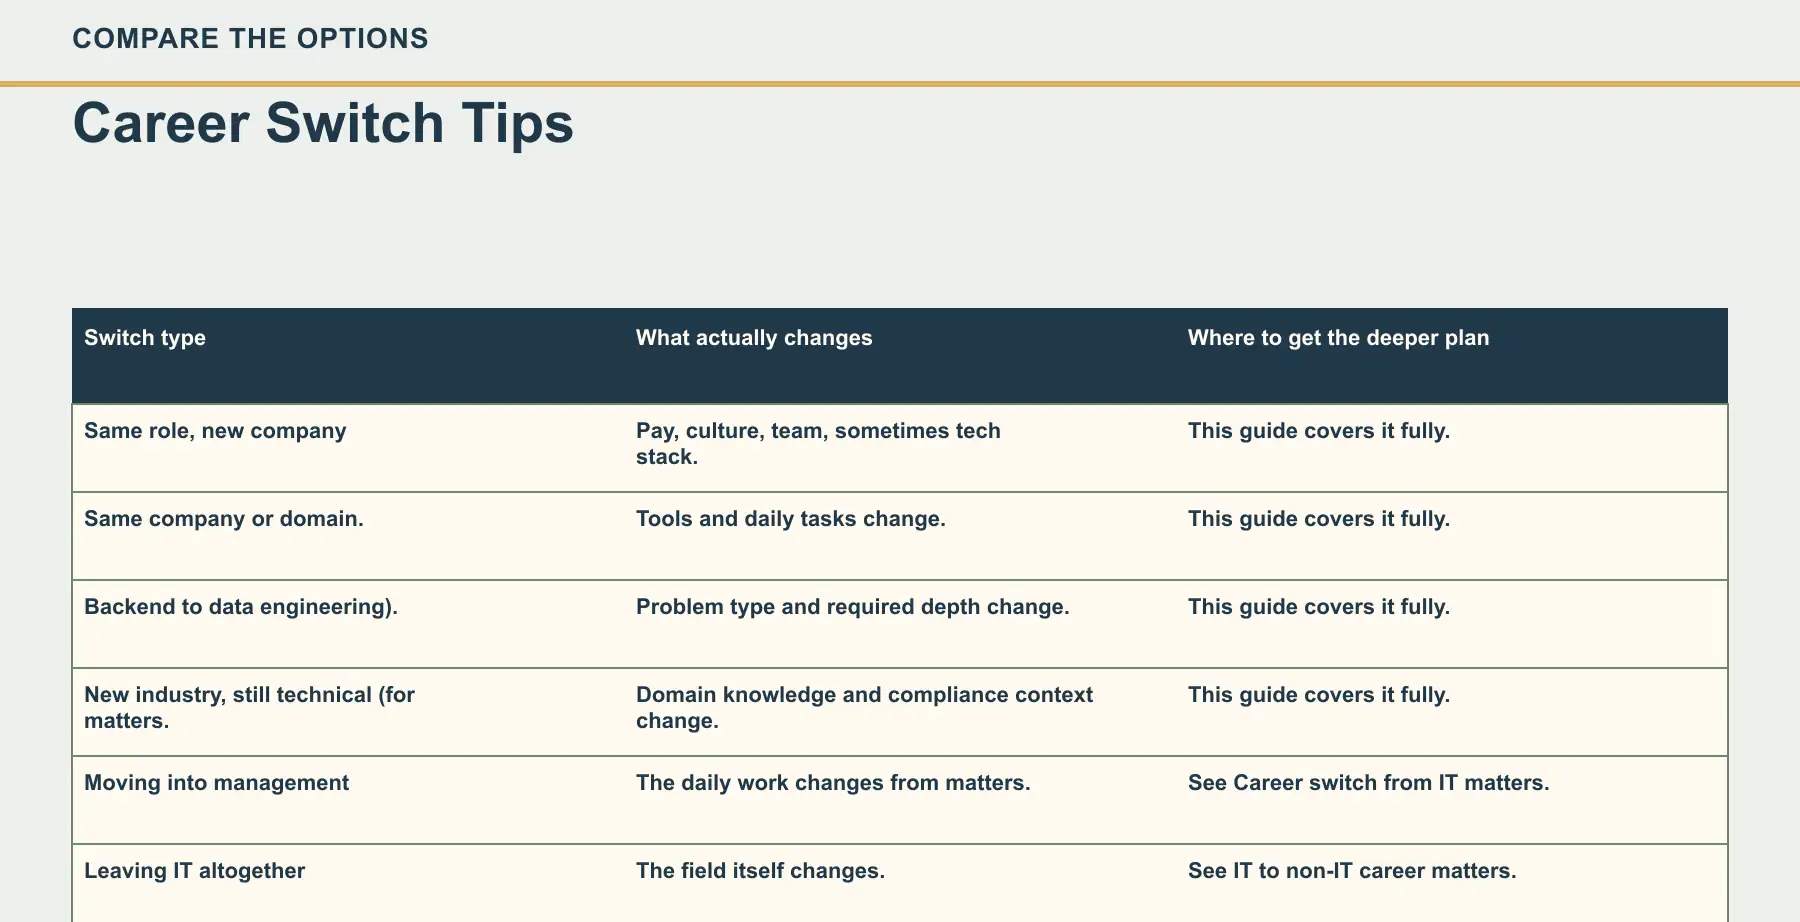 COMPARE THE OPTIONS
Career Switch Tips
Switch type
What actually changes
Where to get the deeper plan
Same role, new company
Pay, culture, team, sometimes tech
stack.
This guide covers it fully.
Same company or domain.
Tools and daily tasks change.
This guide covers it fully.
Backend to data engineering).
Problem type and required depth change.
This guide covers it fully.
New industry, still technical (for
matters.
Domain knowledge and compliance context
change.
This guide covers it fully.
Moving into management
The daily work changes from matters.
See Career switch from IT matters.
Leaving IT altogether
The field itself changes.
See IT to non-IT career matters.